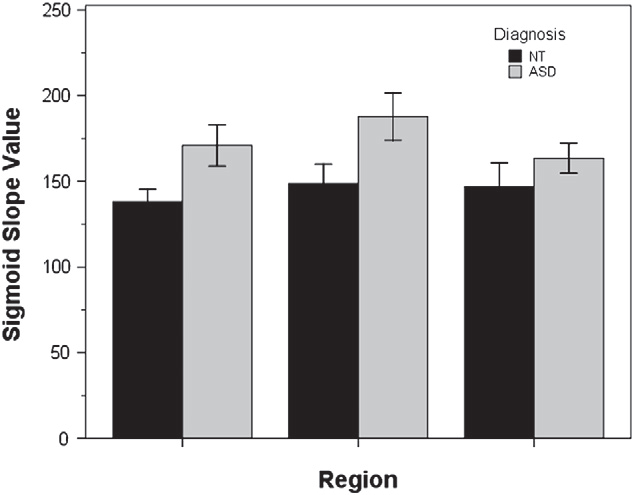 250
200
150
100
50
0
Sigmoid Slope Value
Diagnosis
NT
ASD
Region